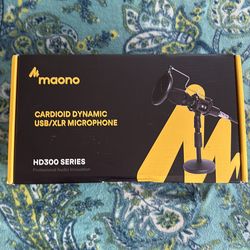 maono
CARDIOID DYNAMIC
USB/XLR MICROPHONE
HD300 SERIES
Professional Audio Innovation